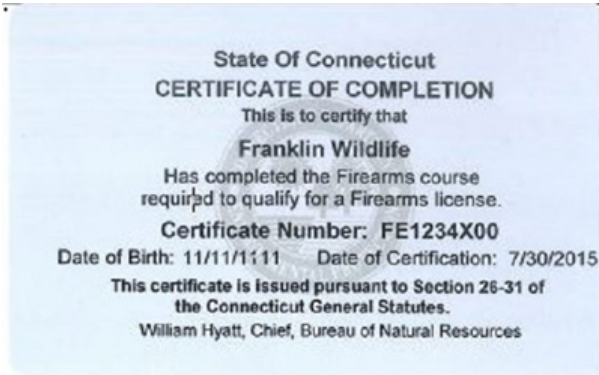 State Of Connecticut
CERTIFICATE OF COMPLETION
This is to certify that
Franklin Wildlife
Has completed the Firearms course
required to qualify for a Firearms license.
Certificate Number: FE1234X00
Date of Birth: 11/11/1111 Date of Certification: 7/30/2015
This certificate is issued pursuant to Section 26-31 of
the Connecticut General Statutes.
William Hyatt, Chief, Bureau of Natural Resources